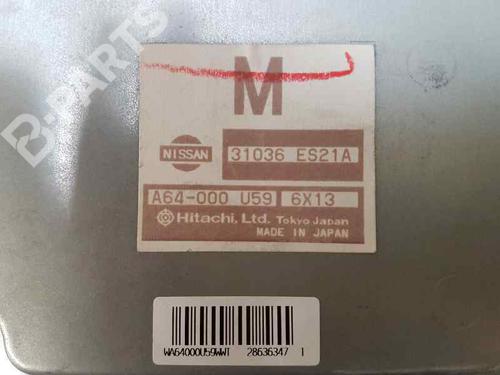 B-PARTS
M
NISSAN
31036 ES21A
A64-000 U59 6X13
Hitachi, Ltd. Tokyo Japan
MADE IN JAPAN
WA64000U59WWT 28636347 1